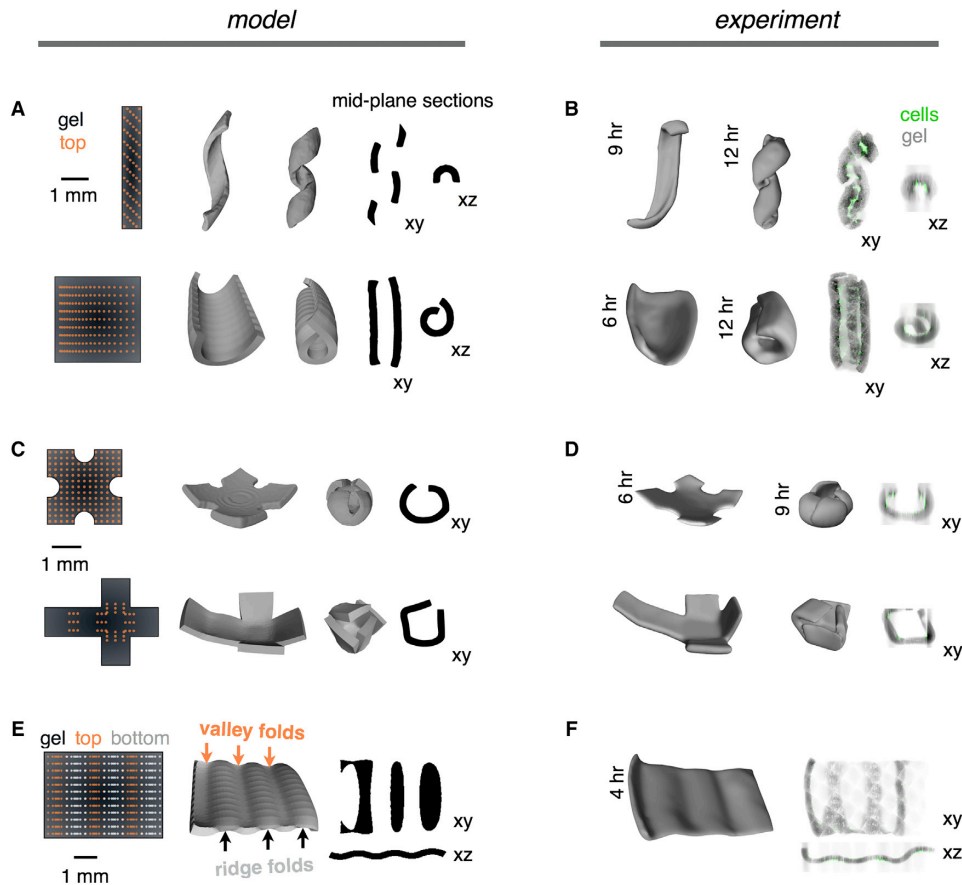 model
experiment
A
gel
top
1 mm
mid-plane sections
xy
xz
xy
xz
B
9 hr
12 hr
cells
gel
xy
xz
6 hr
12 hr
xy
xz
C
1 mm
xy
xy
D
6 hr
9 hr
xy
xy
E
gel top bottom
1 mm
valley folds
ridge folds
xy
xz
F
4 hr
xy
xz